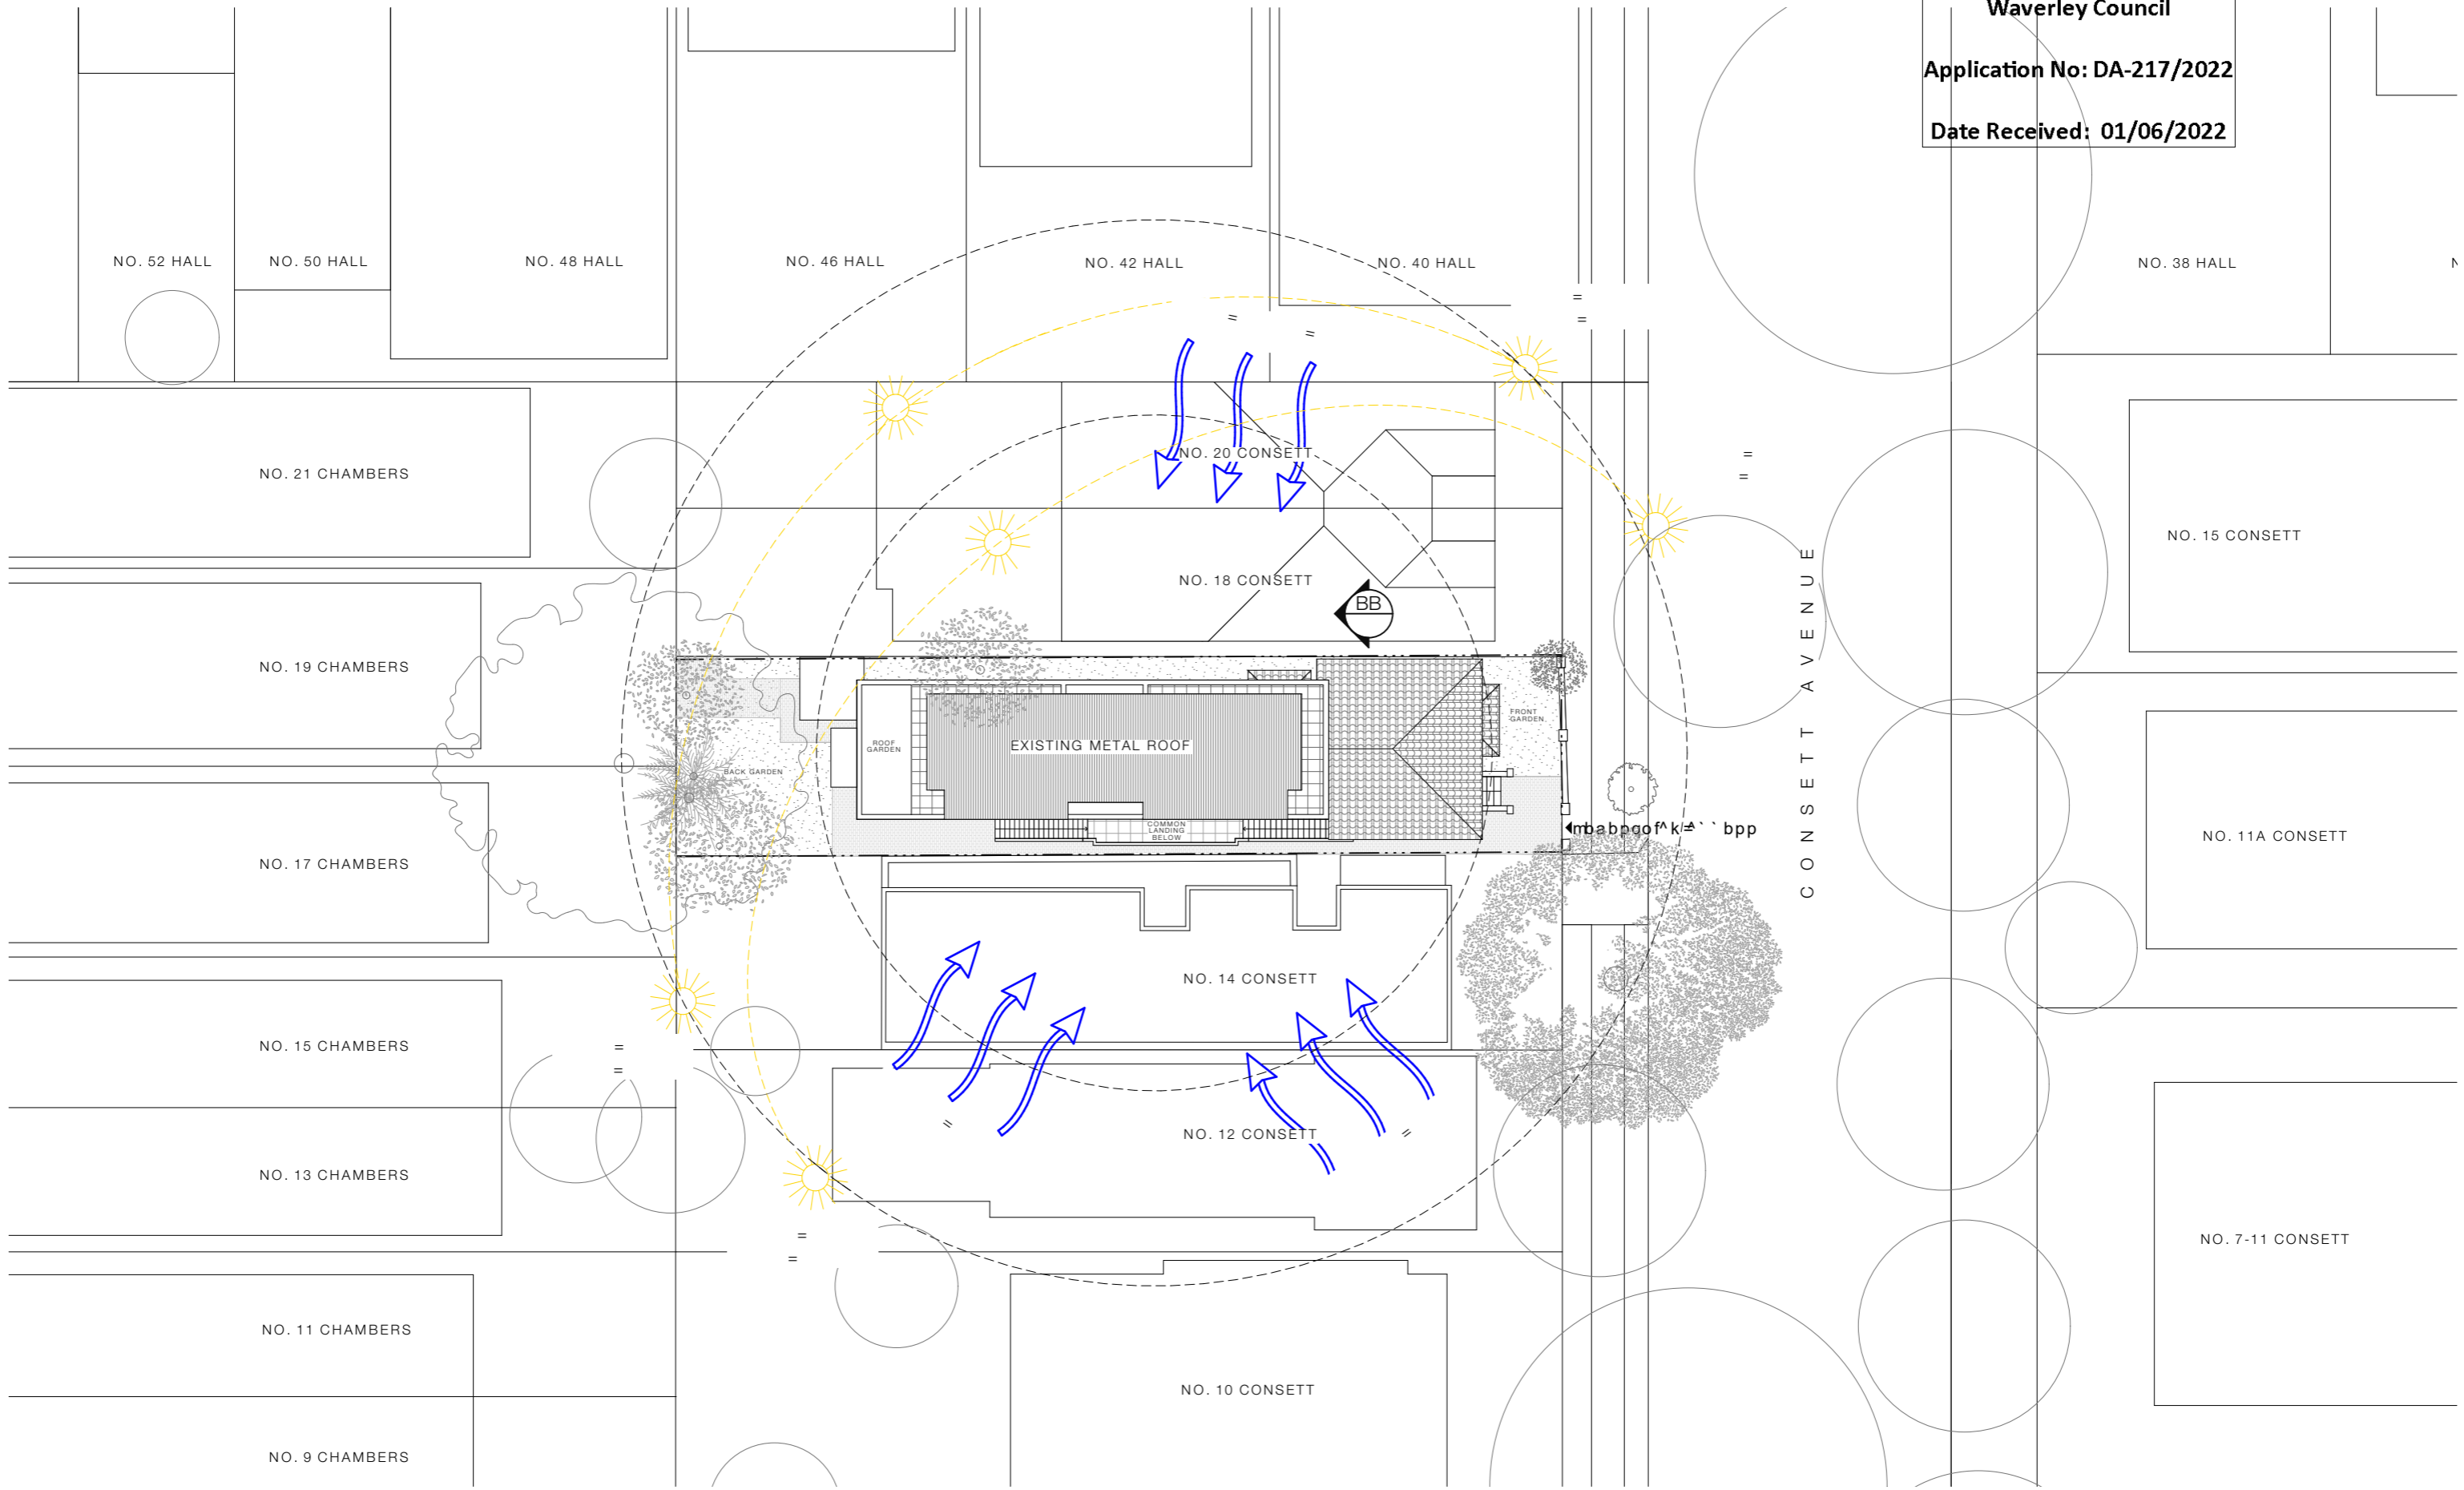 Waverley Council
Application No: DA-217/2022
Date Received: 01/06/2022
NO. 52 HALL
NO. 50 HALL
NO. 48 HALL
NO. 46 HALL
NO. 42 HALL
NO. 40 HALL
NO. 38 HALL
N
=
=
=
=
NO. 21 CHAMBERS
NO. 20 CONSETT
=
=
NO. 15 CONSETT
NO. 18 CONSETT
BB
CONSETT AVENUE
NO. 19 CHAMBERS
FRONT
GARDEN
ROOF
GARDEN
EXISTING METAL ROOF
BACK GARDEN
COMMON
LANDING
BELOW
NO. 11A CONSETT
NO. 17 CHAMBERS
NO. 14 CONSETT
NO. 15 CHAMBERS
=
=
NO. 12 CONSETT
=
=
NO. 13 CHAMBERS
=
=
NO. 7-11 CONSETT
NO. 11 CHAMBERS
NO. 10 CONSETT
NO. 9 CHAMBERS